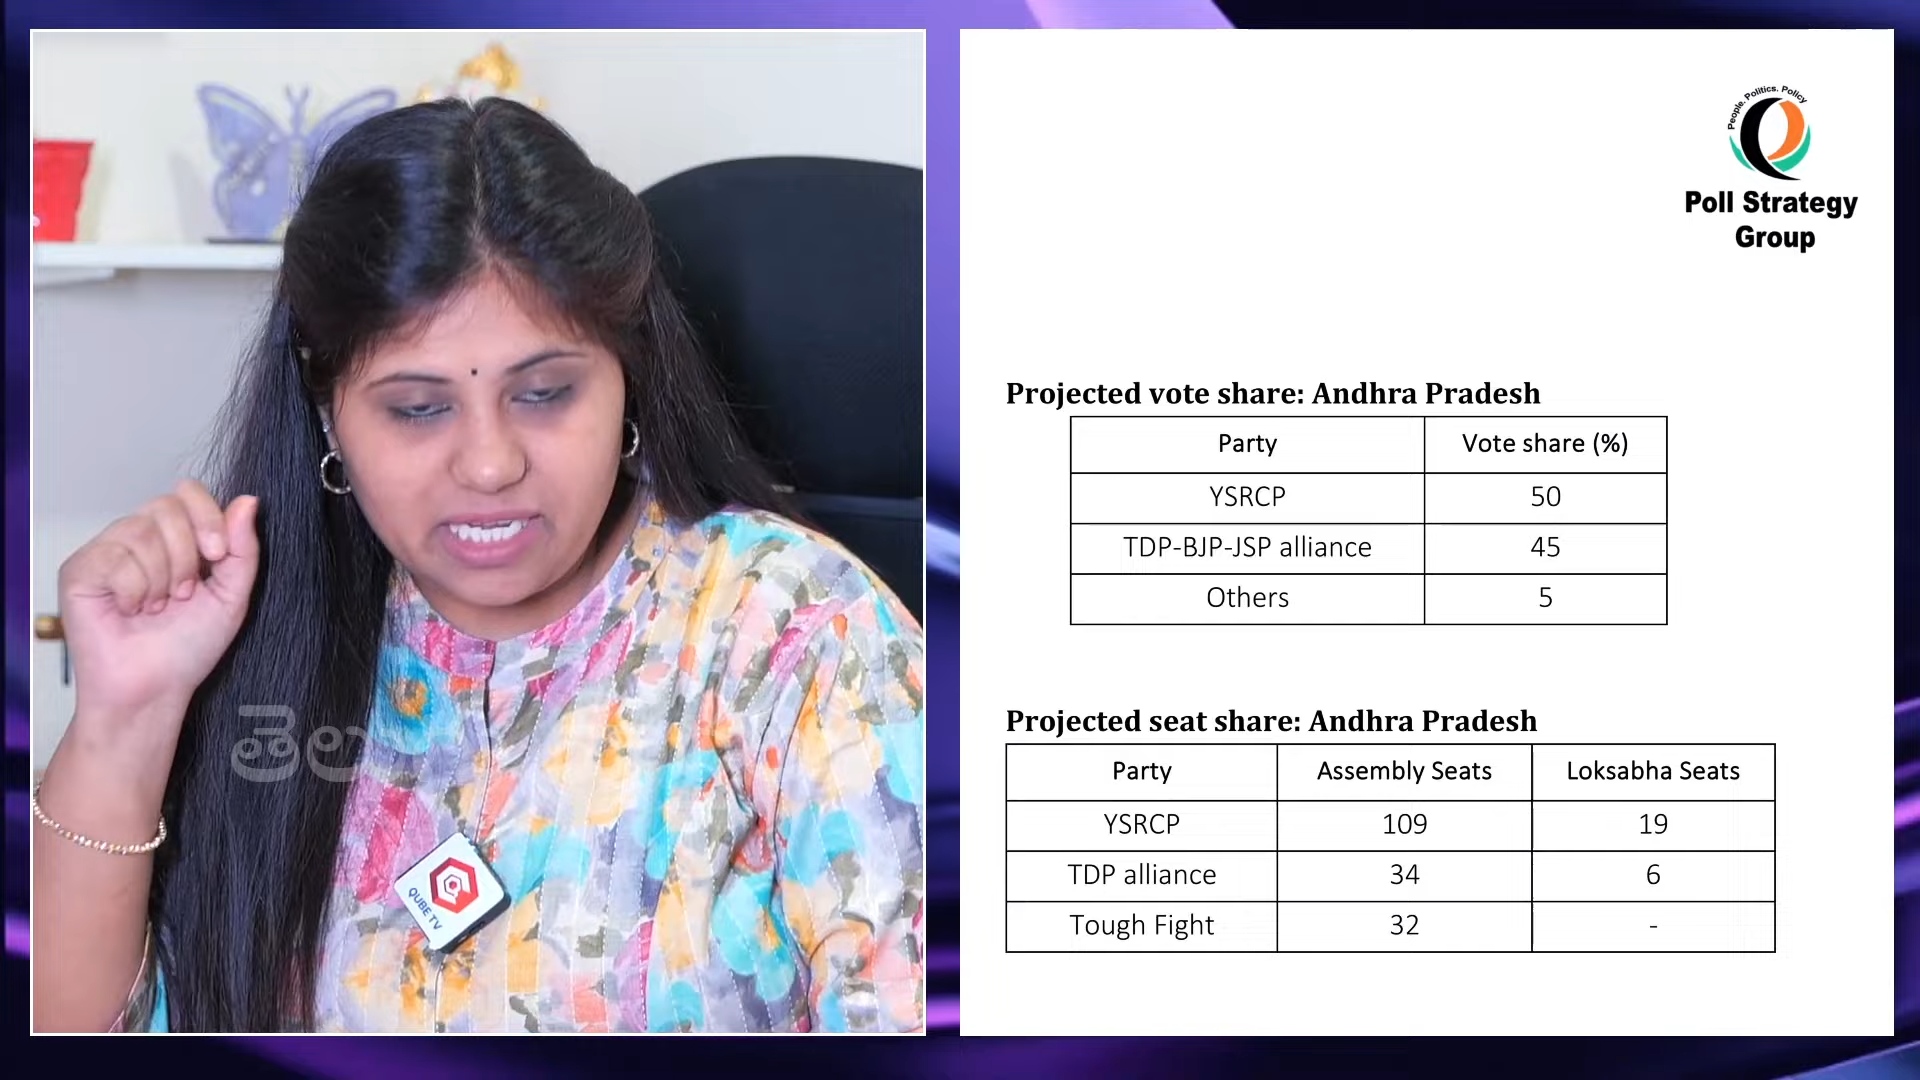 తెలు
QUBE TV
People. Politics. Policy
Poll Strategy
Group
Projected vote share: Andhra Pradesh
Party Vote share (%)
YSRCP 50
TDP-BJP-JSP alliance 45
Others 5
Projected seat share: Andhra Pradesh
Party Assembly Seats Loksabha Seats
YSRCP 109 19
TDP alliance 34 6
Tough Fight 32 -